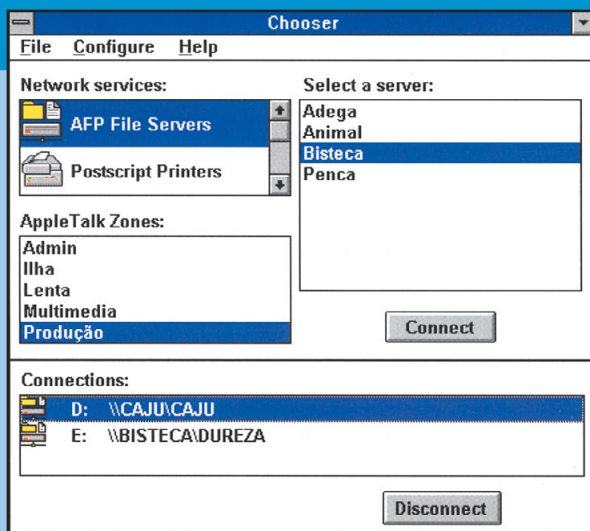 Chooser
File Configure Help
Network services:
AFP File Servers
Postscript Printers
Select a server:
Adega
Animal
Bisteca
Penca
AppleTalk Zones:
Admin
Ilha
Lenta
Multimedia
Produção
Connect
Connections:
D: \\CAJU\CAJU
E: \\BISTECA\DUREZA
Disconnect